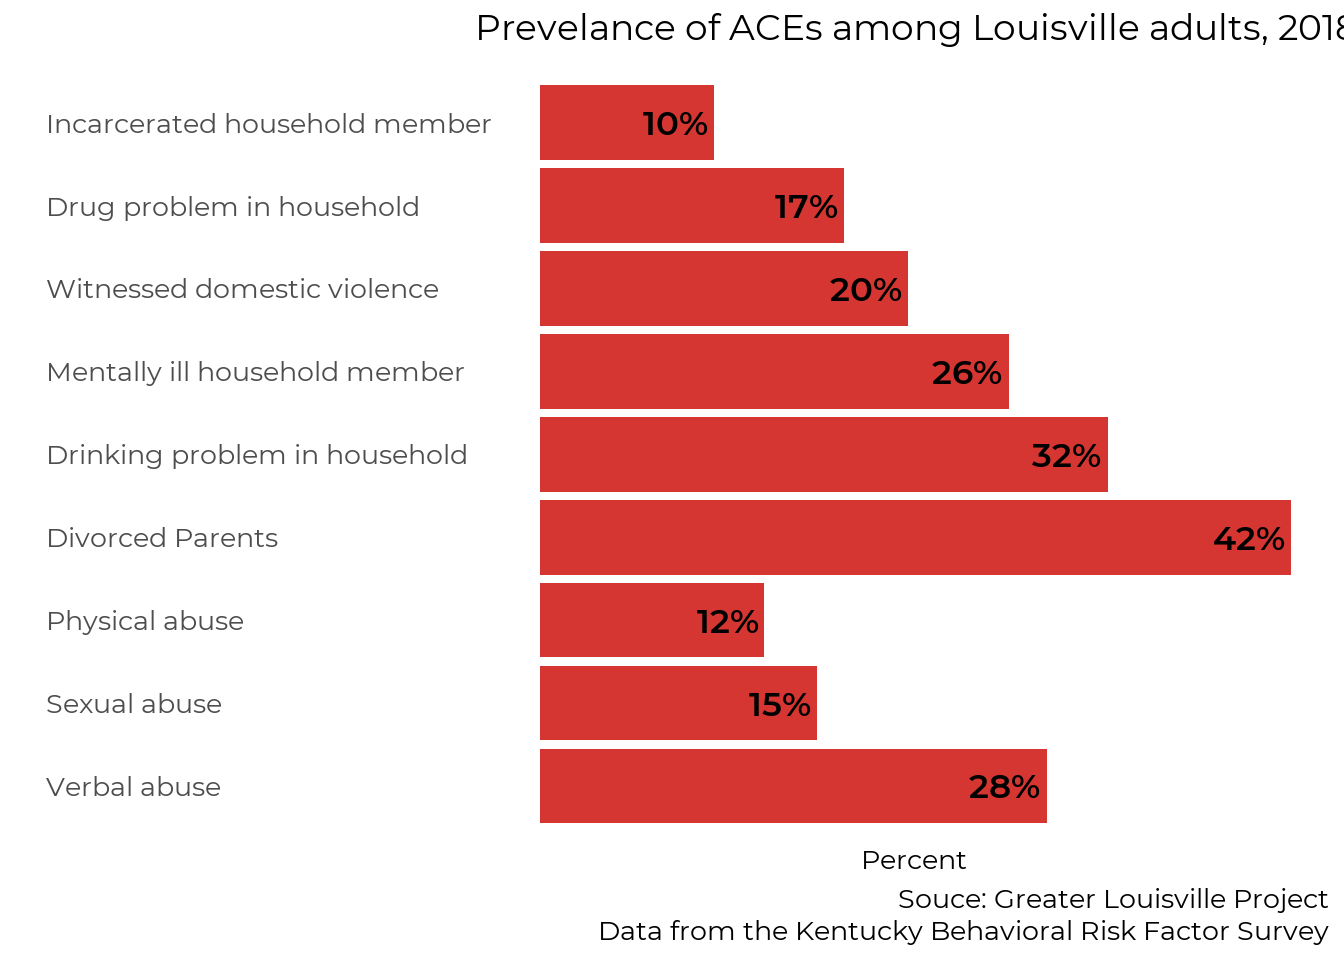 Prevelance of ACEs among Louisville adults, 2018
Incarcerated household member 10%
Drug problem in household 17%
Witnessed domestic violence 20%
Mentally ill household member 26%
Drinking problem in household 32%
Divorced Parents 42%
Physical abuse 12%
Sexual abuse 15%
Verbal abuse 28%
Percent
Souce: Greater Louisville Project
Data from the Kentucky Behavioral Risk Factor Survey